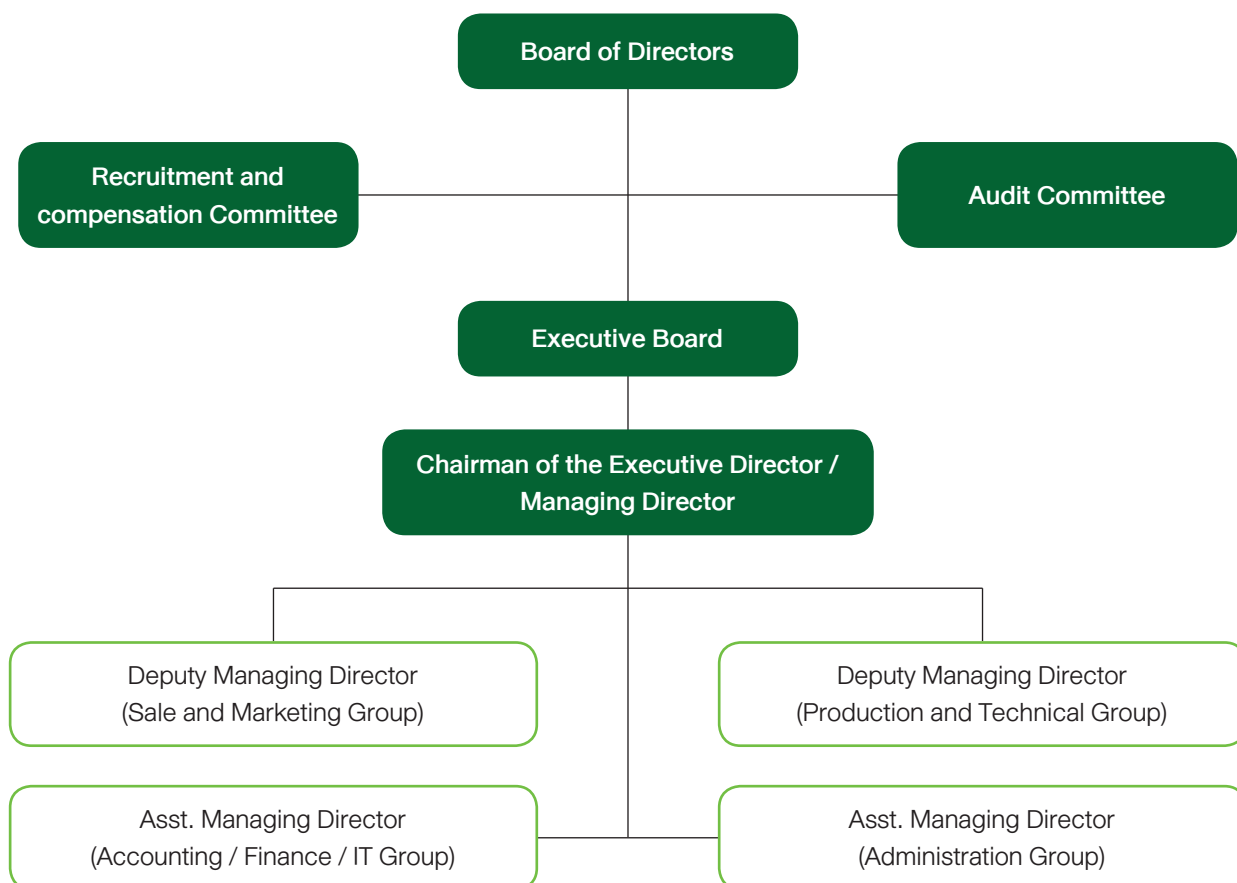 Board of Directors
Recruitment and
compensation Committee
Audit Committee
Executive Board
Chairman of the Executive Director /
Managing Director
Deputy Managing Director
(Sale and Marketing Group)
Deputy Managing Director
(Production and Technical Group)
Asst. Managing Director
(Accounting / Finance / IT Group)
Asst. Managing Director
(Administration Group)